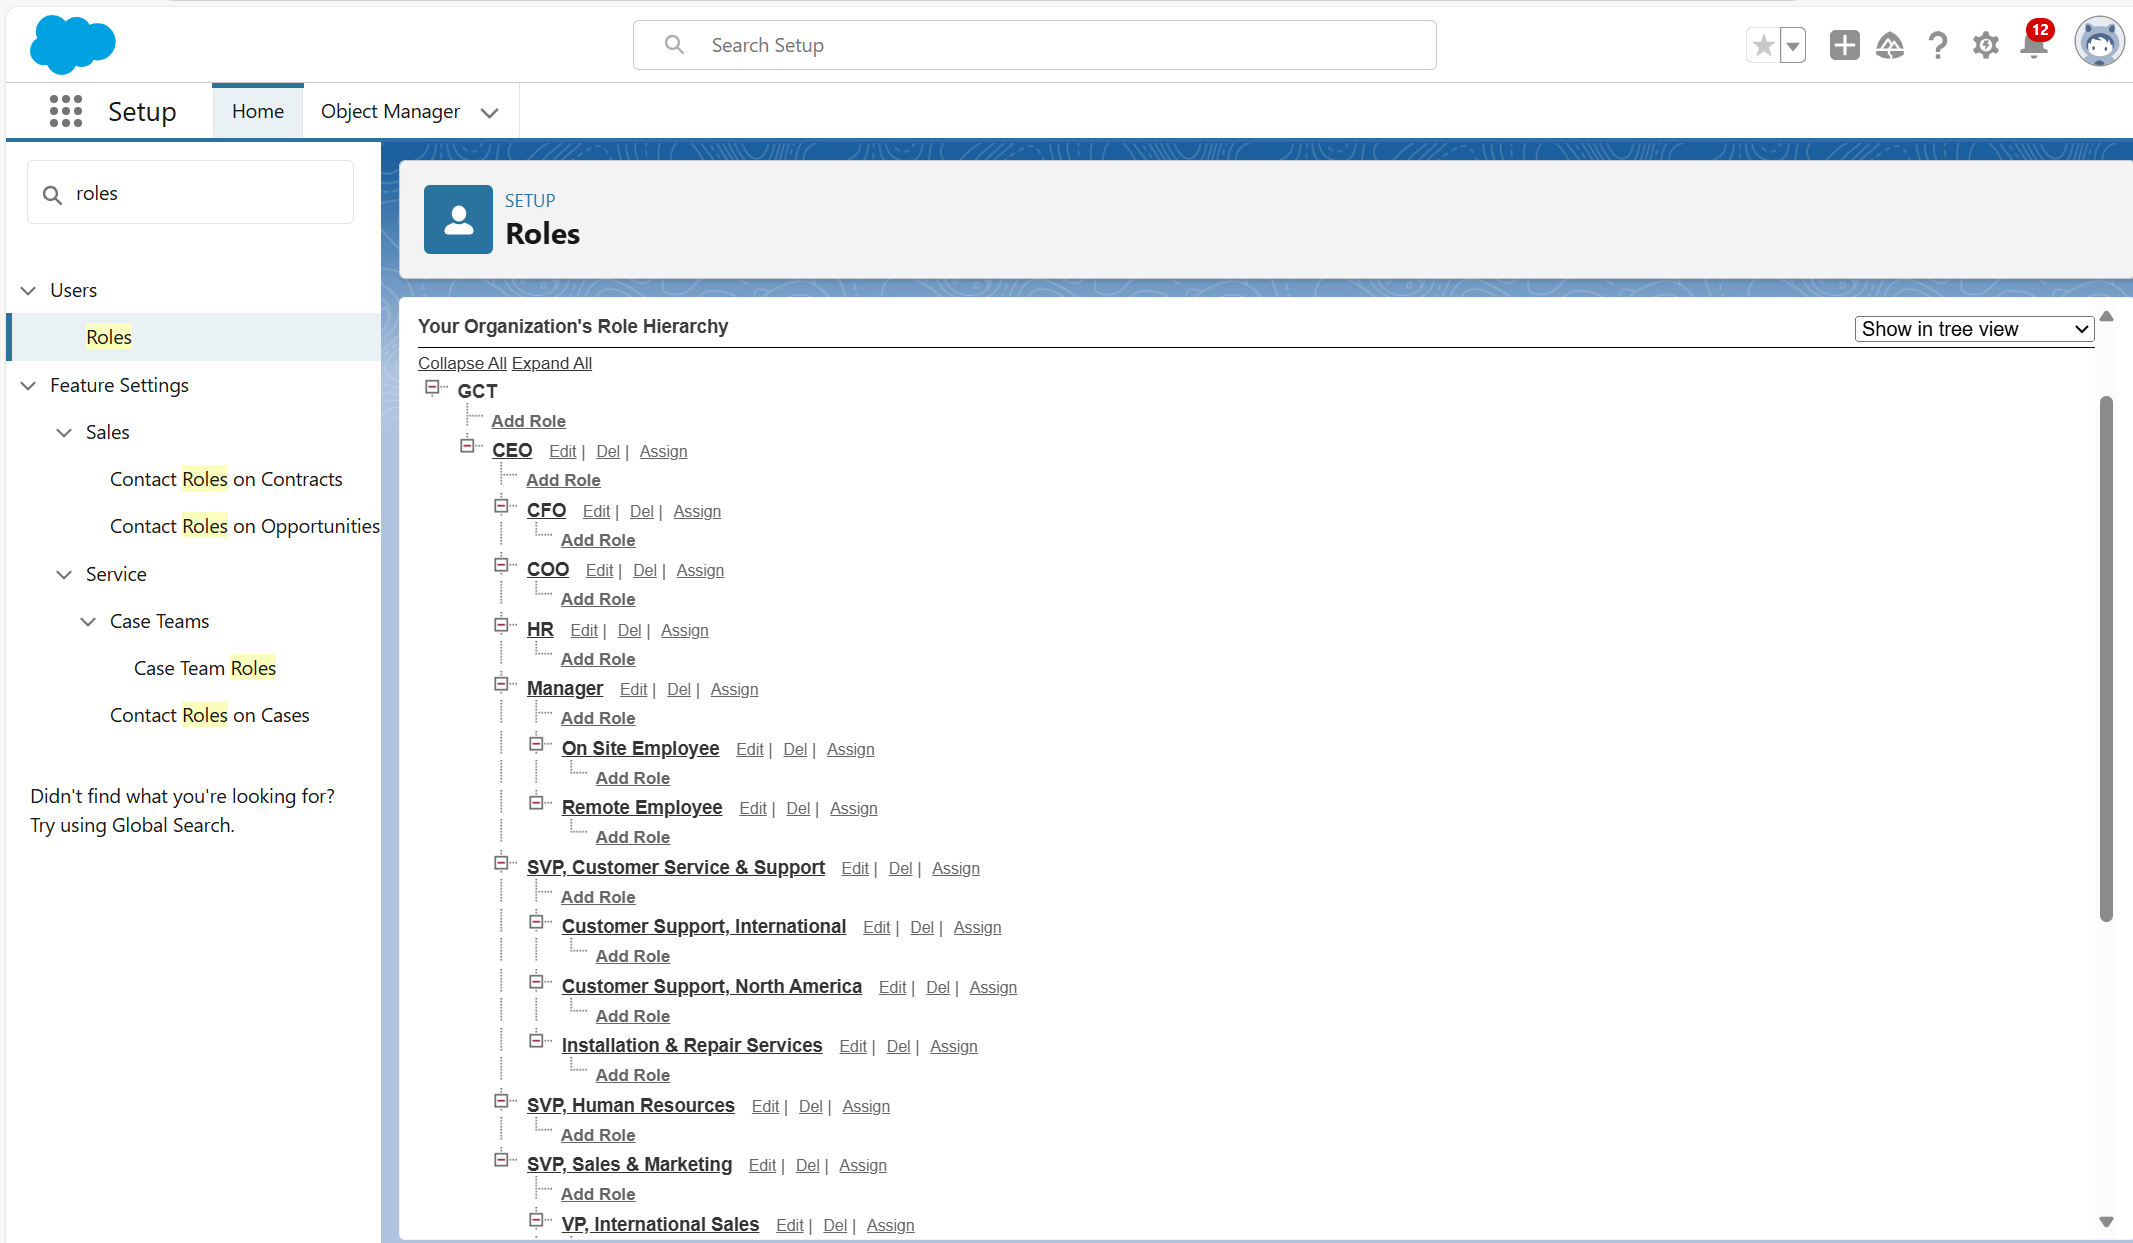 Search Setup
12
Setup
Home
Object Manager
roles
Users
Roles
Feature Settings
Sales
Contact Roles on Contracts
Contact Roles on Opportunities
Service
Case Teams
Case Team Roles
Contact Roles on Cases
Didn't find what you're looking for?
Try using Global Search.
SETUP
Roles
Your Organization's Role Hierarchy
Show in tree view
Collapse All Expand All
GCT
Add Role
CEO Edit | Del | Assign
Add Role
CFO Edit | Del | Assign
Add Role
COO Edit | Del | Assign
Add Role
HR Edit | Del | Assign
Add Role
Manager Edit | Del | Assign
Add Role
On Site Employee Edit | Del | Assign
Add Role
Remote Employee Edit | Del | Assign
Add Role
SVP, Customer Service & Support Edit | Del | Assign
Add Role
Customer Support, International Edit | Del | Assign
Add Role
Customer Support, North America Edit | Del | Assign
Add Role
Installation & Repair Services Edit | Del | Assign
Add Role
SVP, Human Resources Edit | Del | Assign
Add Role
SVP, Sales & Marketing Edit | Del | Assign
Add Role
VP, International Sales Edit | Del | Assign